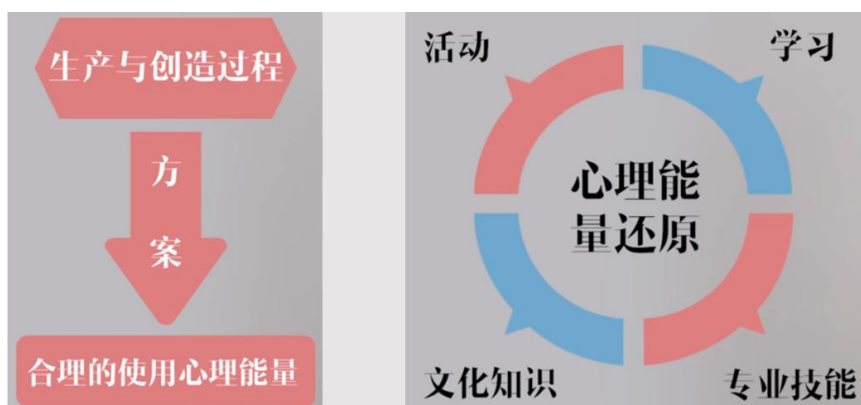 生产与创造过程
方
案
合理的使用心理能量
活动
学习
心理能
量还原
文化知识
专业技能